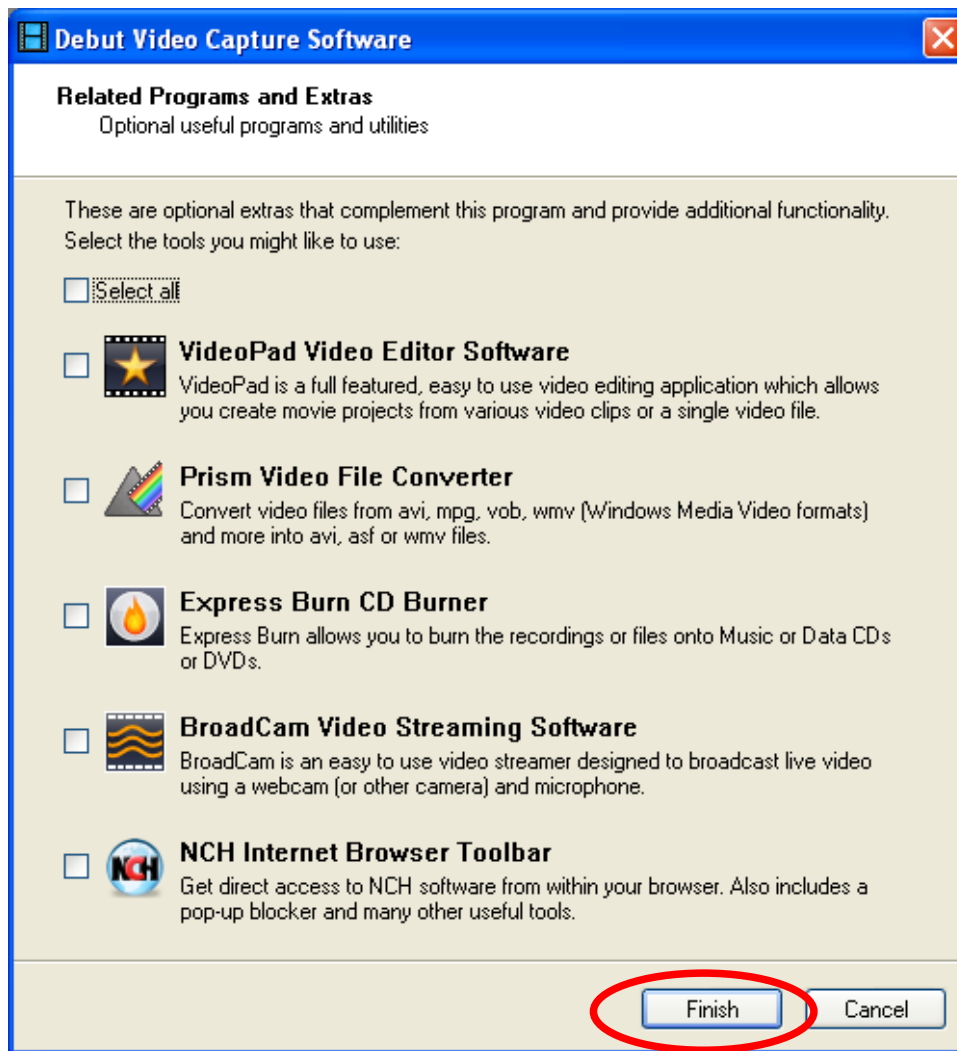 Debut Video Capture Software
Related Programs and Extras
Optional useful programs and utilities
These are optional extras that complement this program and provide additional functionality.
Select the tools you might like to use:
Select all
VideoPad Video Editor Software
VideoPad is a full featured, easy to use video editing application which allows
you create movie projects from various video clips or a single video file.
Prism Video File Converter
Convert video files from avi, mpg, vob, wmv (Windows Media Video formats)
and more into avi, asf or wmv files.
Express Burn CD Burner
Express Burn allows you to burn the recordings or files onto Music or Data CDs
or DVDs.
BroadCam Video Streaming Software
BroadCam is an easy to use video streamer designed to broadcast live video
using a webcam (or other camera) and microphone.
NCH
NCH Internet Browser Toolbar
Get direct access to NCH software from within your browser. Also includes a
pop-up blocker and many other useful tools.
Finish
Cancel